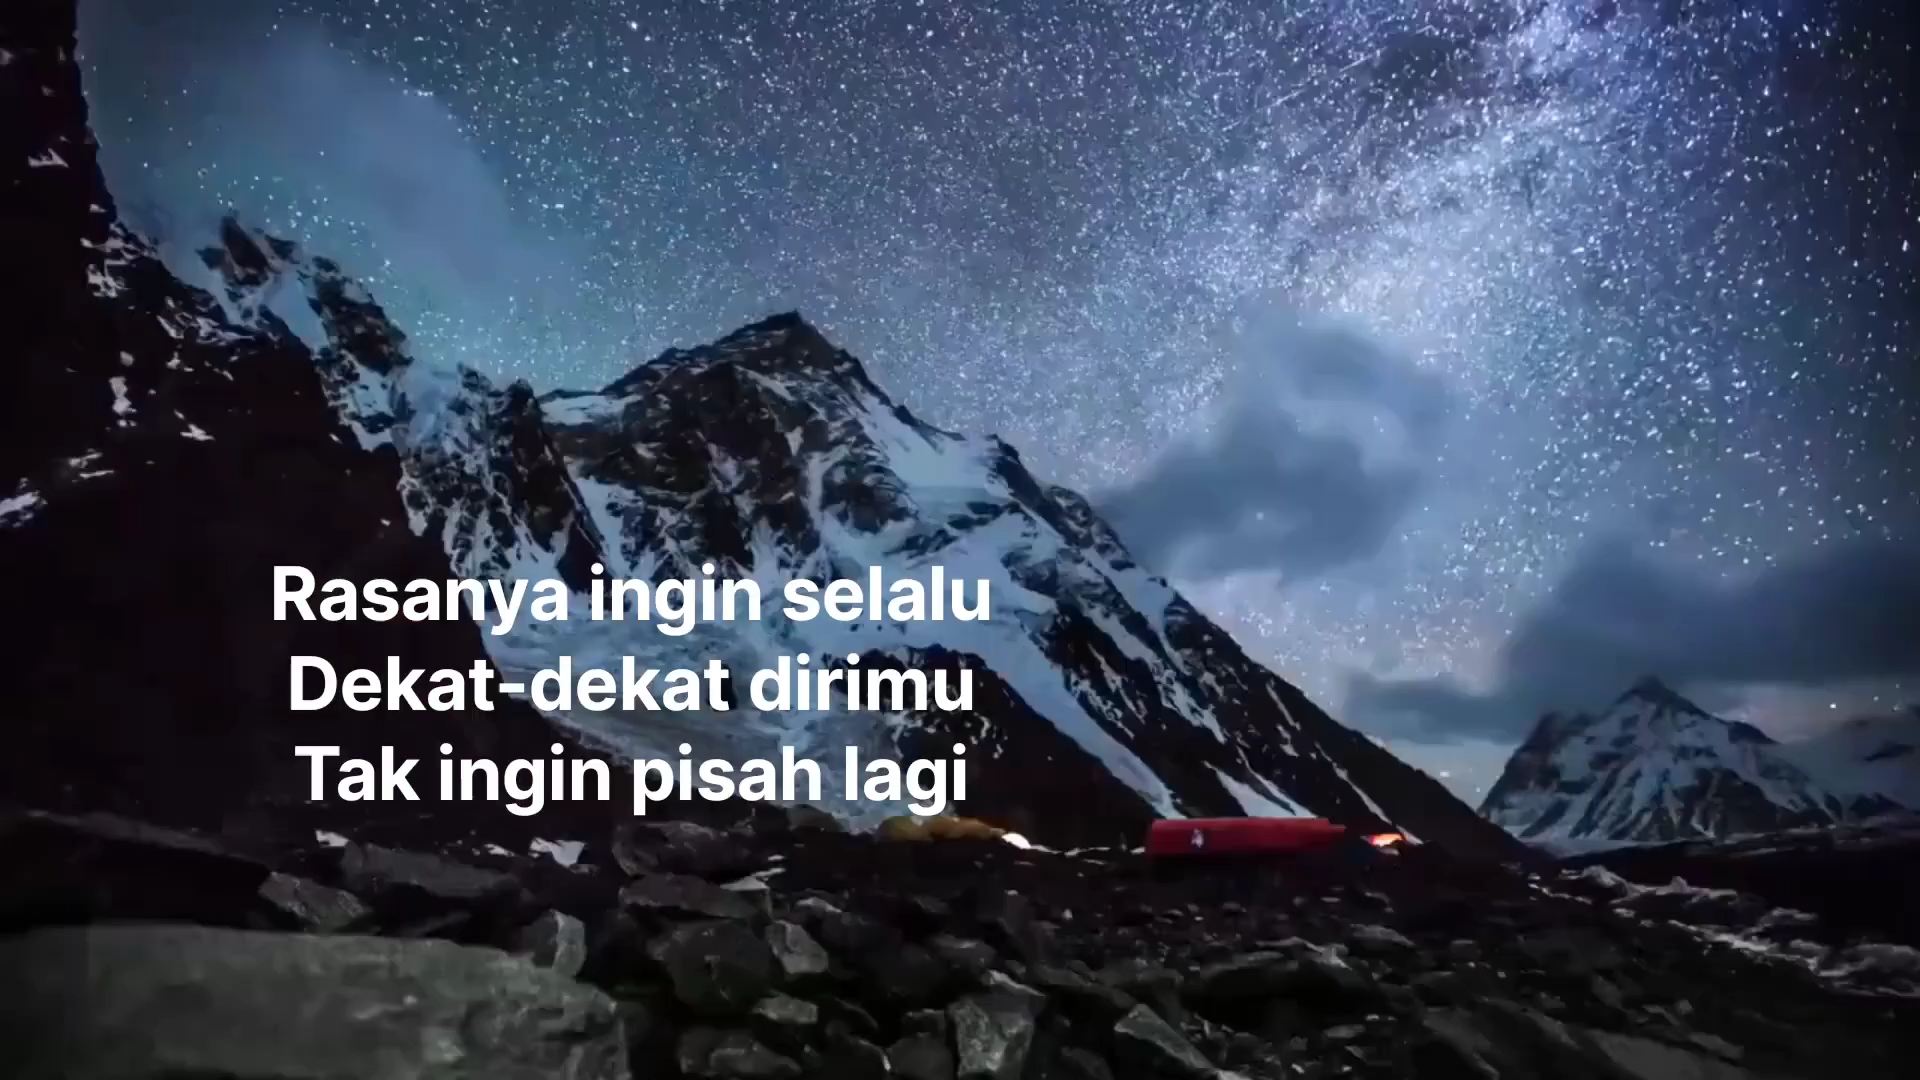 Rasanya ingin selalu
Dekat-dekat dirimu
Tak ingin pisah lagi